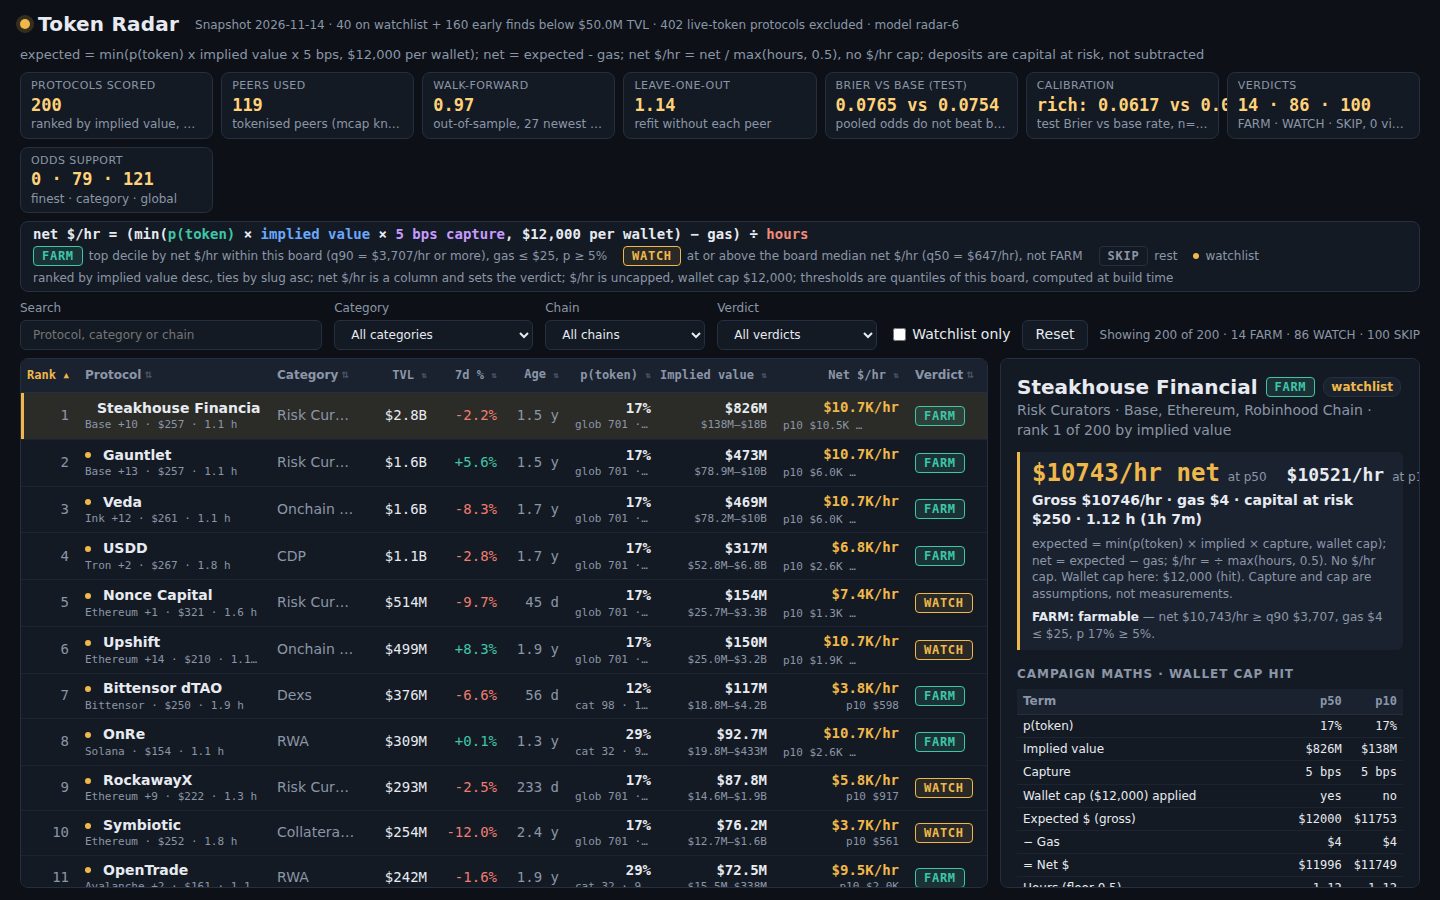 Token Radar Snapshot 2026-11-14 · 40 on watchlist + 160 early finds below $50.0M TVL · 402 live-token protocols excluded · model radar-6
expected = min(p(token) x implied value x 5 bps, $12,000 per wallet); net = expected - gas; net $/hr = net / max(hours, 0.5), no $/hr cap; deposits are capital at risk, not subtracted
PROTOCOLS SCORED
200
ranked by implied value, …
PEERS USED
119
tokenised peers (mcap kn…
WALK-FORWARD
0.97
out-of-sample, 27 newest …
LEAVE-ONE-OUT
1.14
refit without each peer
BRIER VS BASE (TEST)
0.0765 vs 0.0754
pooled odds do not beat b…
CALIBRATION
rich: 0.0617 vs 0.0
test Brier vs base rate, n=…
VERDICTS
14 · 86 · 100
FARM · WATCH · SKIP, 0 vi…
ODDS SUPPORT
0 · 79 · 121
finest · category · global
net $/hr = (min(p(token) × implied value × 5 bps capture, $12,000 per wallet) − gas) ÷ hours
FARM top decile by net $/hr within this board (q90 = $3,707/hr or more), gas ≤ $25, p ≥ 5% WATCH at or above the board median net $/hr (q50 = $647/hr), not FARM SKIP rest watchlist
ranked by implied value desc, ties by slug asc; net $/hr is a column and sets the verdict; $/hr is uncapped, wallet cap $12,000; thresholds are quantiles of this board, computed at build time
Search Category Chain Verdict
Protocol, category or chain All categories All chains All verdicts Watchlist only Reset Showing 200 of 200 · 14 FARM · 86 WATCH · 100 SKIP
Rank ▲ Protocol ⇅ Category ⇅ TVL ⇅ 7d % ⇅ Age ⇅ p(token) ⇅ Implied value ⇅ Net $/hr ⇅ Verdict ⇅
1 Steakhouse Financia Risk Cur… $2.8B -2.2% 1.5 y 17% $826M $10.7K/hr FARM
Base +10 · $257 · 1.1 h glob 701 ·… $138M–$18B p10 $10.5K …
2 Gauntlet Risk Cur… $1.6B +5.6% 1.5 y 17% $473M $10.7K/hr FARM
Base +13 · $257 · 1.1 h glob 701 ·… $78.9M–$10B p10 $6.0K …
3 Veda Onchain … $1.6B -8.3% 1.7 y 17% $469M $10.7K/hr FARM
Ink +12 · $261 · 1.1 h glob 701 ·… $78.2M–$10B p10 $6.0K …
4 USDD CDP $1.1B -2.8% 1.7 y 17% $317M $6.8K/hr FARM
Tron +2 · $267 · 1.8 h glob 701 ·… $52.8M–$6.8B p10 $2.6K …
5 Nonce Capital Risk Cur… $514M -9.7% 45 d 17% $154M $7.4K/hr WATCH
Ethereum +1 · $321 · 1.6 h glob 701 ·… $25.7M–$3.3B p10 $1.3K …
6 Upshift Onchain … $499M +8.3% 1.9 y 17% $150M $10.7K/hr WATCH
Ethereum +14 · $210 · 1.1… glob 701 ·… $25.0M–$3.2B p10 $1.9K …
7 Bittensor dTAO Dexs $376M -6.6% 56 d 12% $117M $3.8K/hr FARM
Bittensor · $250 · 1.9 h cat 98 · 1… $18.8M–$4.2B p10 $598
8 OnRe RWA $309M +0.1% 1.3 y 29% $92.7M $10.7K/hr FARM
Solana · $154 · 1.1 h cat 32 · 9… $19.8M–$433M p10 $2.6K …
9 RockawayX Risk Cur… $293M -2.5% 233 d 17% $87.8M $5.8K/hr WATCH
Ethereum +9 · $222 · 1.3 h glob 701 ·… $14.6M–$1.9B p10 $917
10 Symbiotic Collatera… $254M -12.0% 2.4 y 17% $76.2M $3.7K/hr WATCH
Ethereum · $252 · 1.8 h glob 701 ·… $12.7M–$1.6B p10 $561
11 OpenTrade RWA $242M -1.6% 1.9 y 29% $72.5M $9.5K/hr FARM
Avalanche +2 · $161 · 1.1 cat 32 · 9 $15.5M–$338M p10 $2.0K
Steakhouse Financial FARM watchlist
Risk Curators · Base, Ethereum, Robinhood Chain ·
rank 1 of 200 by implied value
$10743/hr net at p50 $10521/hr at p1
Gross $10746/hr · gas $4 · capital at risk
$250 · 1.12 h (1h 7m)
expected = min(p(token) × implied × capture, wallet cap);
net = expected − gas; $/hr = ÷ max(hours, 0.5). No $/hr
cap. Wallet cap here: $12,000 (hit). Capture and cap are
assumptions, not measurements.
FARM: farmable — net $10,743/hr ≥ q90 $3,707, gas $4
≤ $25, p 17% ≥ 5%.
CAMPAIGN MATHS · WALLET CAP HIT
Term p50 p10
p(token) 17% 17%
Implied value $826M $138M
Capture 5 bps 5 bps
Wallet cap ($12,000) applied yes no
Expected $ (gross) $12000 $11753
− Gas $4 $4
= Net $ $11996 $11749
Hours (floor 0.5) 1.12 1.12